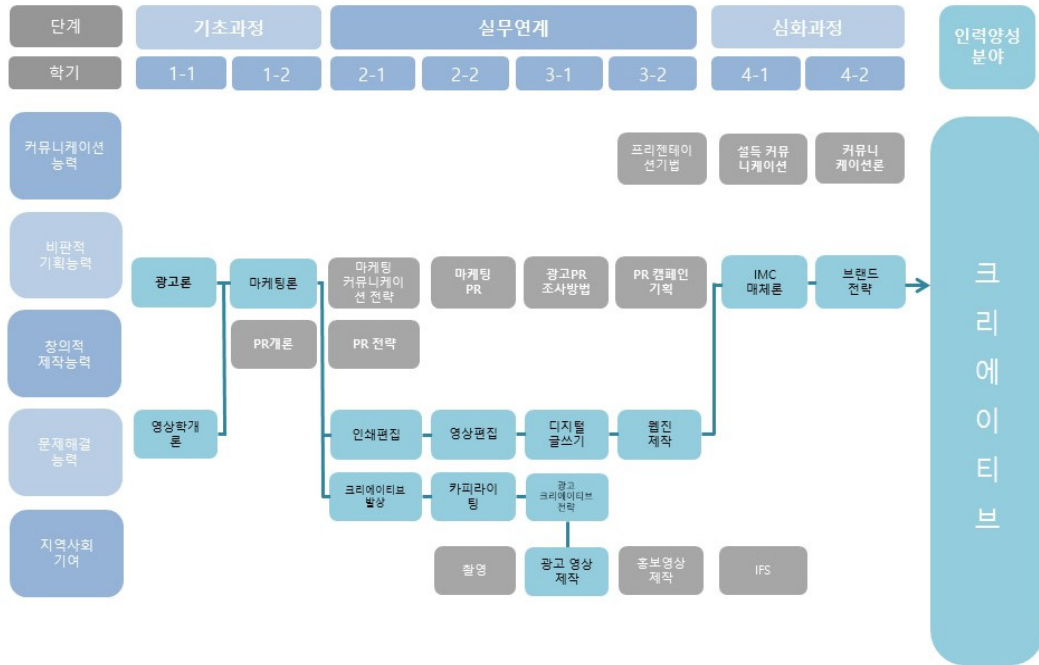 단계
기초과정
실무연계
심화과정
인력양성
분야
학기
1-1
1-2
2-1
2-2
3-1
3-2
4-1
4-2
커뮤니케이션
능력
프리젠테이
션기법
설득 커뮤
니케이션
커뮤니
케이션론
비판적
기획능력
광고론
마케팅론
마케팅
커뮤니케이
션 전략
마케팅
PR
광고PR
조사방법
PR 캠페인
기획
IMC
매체론
브랜드
전략
창의적
제작능력
PR개론
PR 전략
문제해결
능력
영상학개
론
인쇄편집
영상편집
디지털
글쓰기
웹진
제작
크리에이티브
발상
카피라이
팅
광고
크리에이티브
전략
지역사회
기여
촬영
광고 영상
제작
홍보영상
제작
IFS
크
리
에
이
티
브